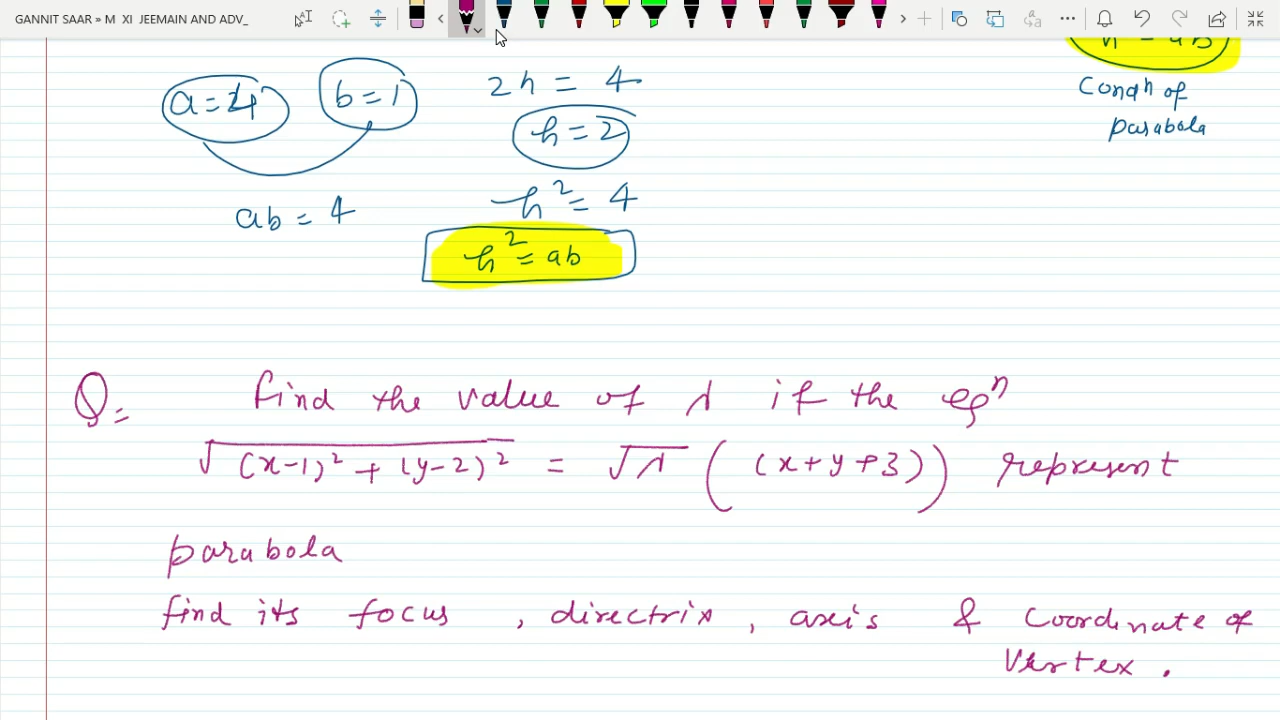 GANNIT SAAR » M XI JEEMAIN AND ADV_
h² = ab
Condn of
parabola
a=4 b=1 2h = 4
h=2
ab = 4 h² = 4
h² = ab
Q= find the value of λ if the eqn
√(x-1)² + (y-2)² = √λ ((x+y+3)) represent
parabola
find its focus , directrix , axis & coordinate of
vertex .